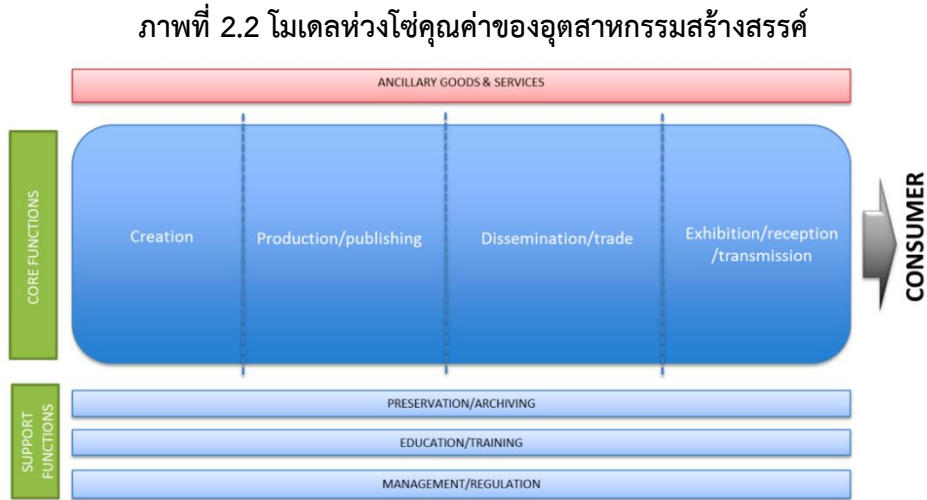 ภาพที่ 2.2 โมเดลห่วงโซ่คุณค่าของอุตสาหกรรมสร้างสรรค์
ANCILLARY GOODS & SERVICES
CORE FUNCTIONS
Creation
Production/publishing
Dissemination/trade
Exhibition/reception
/transmission
CONSUMER
SUPPORT
FUNCTIONS
PRESERVATION/ARCHIVING
EDUCATION/TRAINING
MANAGEMENT/REGULATION